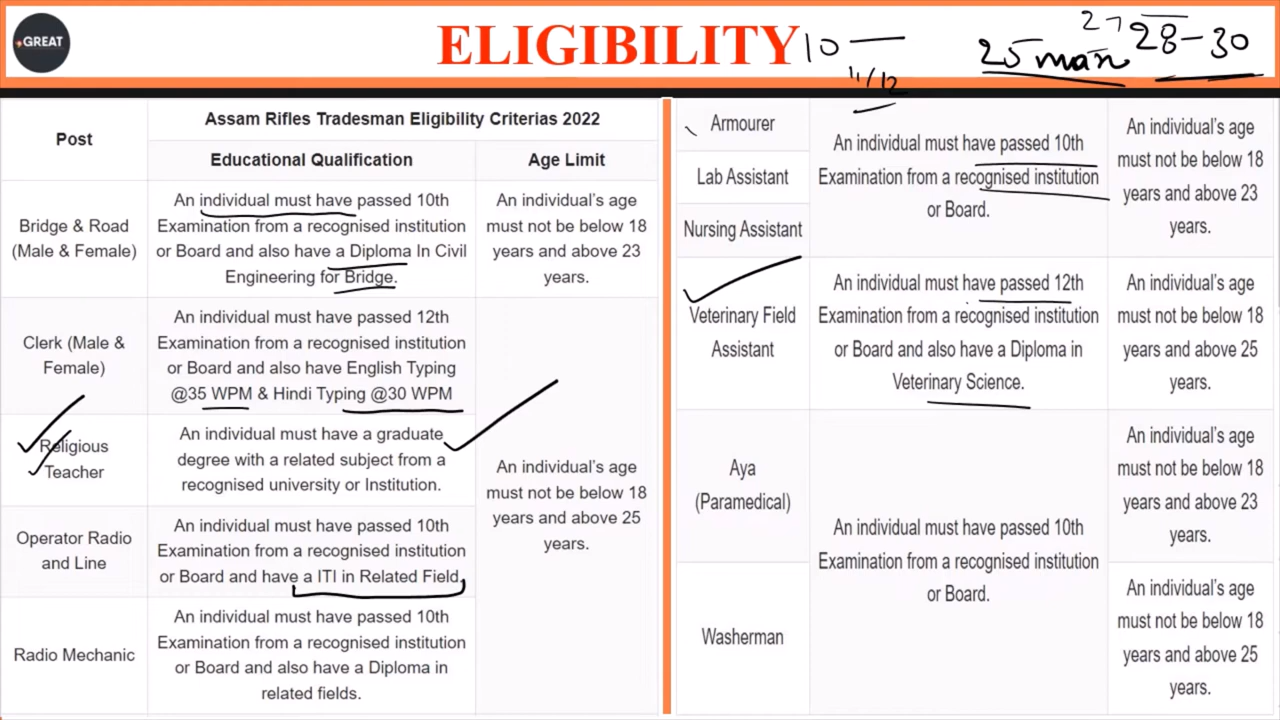 +GREAT
ELIGIBILITY
10
11/12
25 max
27
28-30
Post
Assam Rifles Tradesman Eligibility Criterias 2022
Educational Qualification
Age Limit
Bridge & Road
(Male & Female)
An individual must have passed 10th
Examination from a recognised institution
or Board and also have a Diploma In Civil
Engineering for Bridge.
An individual's age
must not be below 18
years and above 23
years.
Clerk (Male &
Female)
An individual must have passed 12th
Examination from a recognised institution
or Board and also have English Typing
@35 WPM & Hindi Typing @30 WPM
Religious
Teacher
An individual must have a graduate
degree with a related subject from a
recognised university or Institution.
An individual's age
must not be below 18
years and above 25
years.
Operator Radio
and Line
An individual must have passed 10th
Examination from a recognised institution
or Board and have a ITI in Related Field.
Radio Mechanic
An individual must have passed 10th
Examination from a recognised institution
or Board and also have a Diploma in
related fields.
Armourer
Lab Assistant
Nursing Assistant
An individual must have passed 10th
Examination from a recognised institution
or Board.
An individual's age
must not be below 18
years and above 23
years.
Veterinary Field
Assistant
An individual must have passed 12th
Examination from a recognised institution
or Board and also have a Diploma in
Veterinary Science.
An individual's age
must not be below 18
years and above 25
years.
Aya
(Paramedical)
An individual must have passed 10th
Examination from a recognised institution
or Board.
An individual's age
must not be below 18
years and above 23
years.
Washerman
An individual's age
must not be below 18
years and above 25
years.